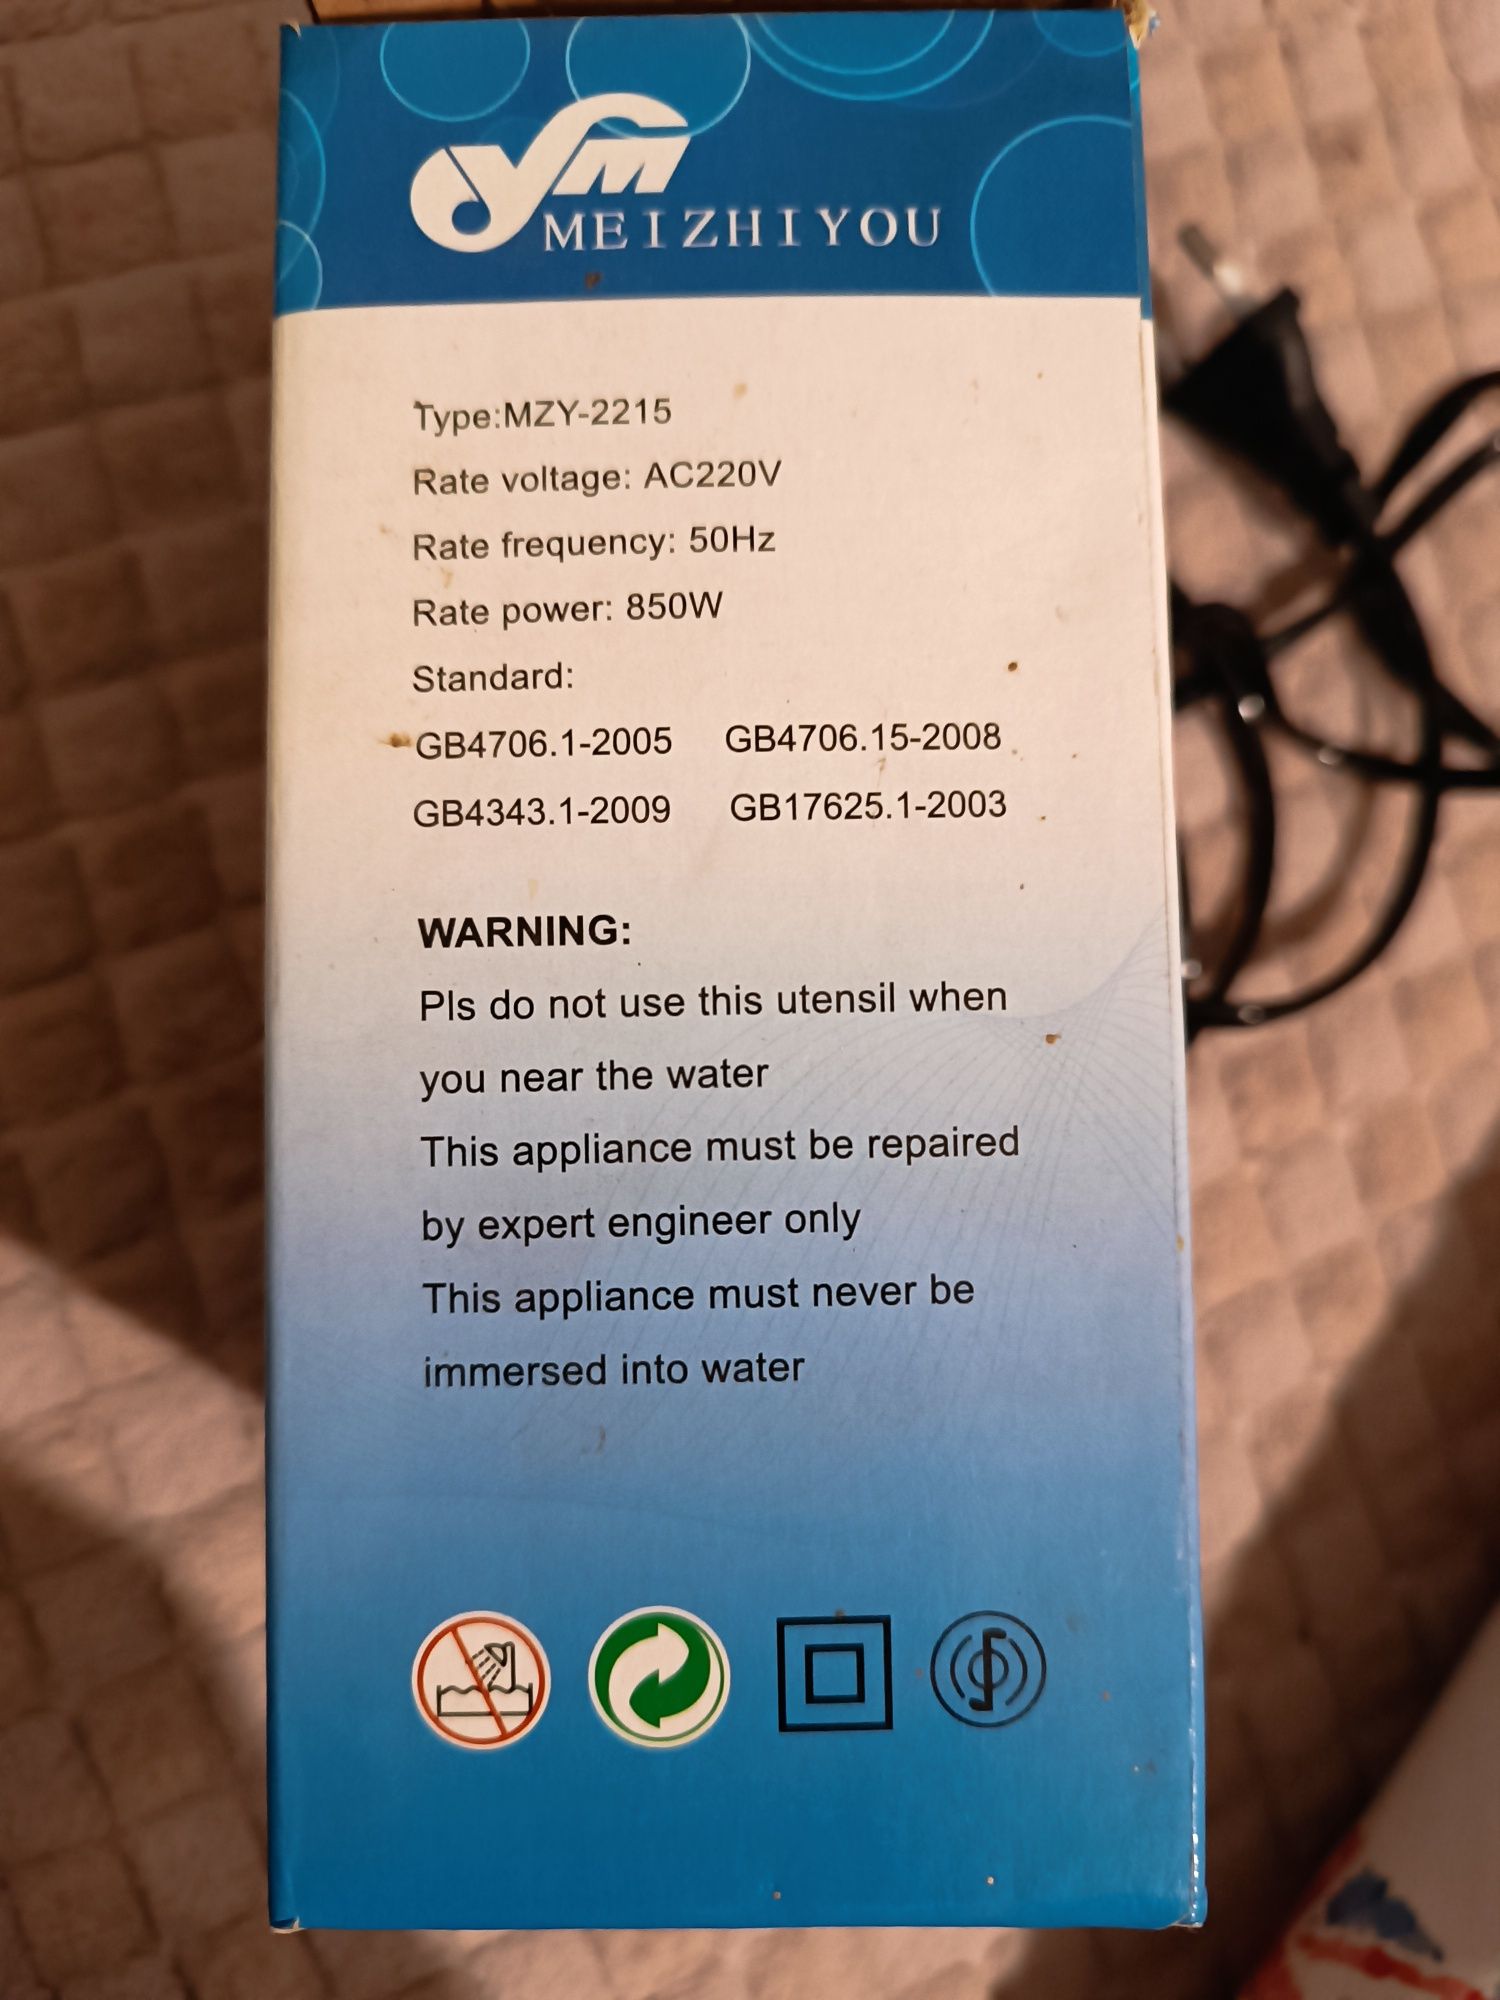 YM
MEIZHIYOU
Type:MZY-2215
Rate voltage: AC220V
Rate frequency: 50Hz
Rate power: 850W
Standard:
GB4706.1-2005 GB4706.15-2008
GB4343.1-2009 GB17625.1-2003
WARNING:
Pls do not use this utensil when
you near the water
This appliance must be repaired
by expert engineer only
This appliance must never be
immersed into water